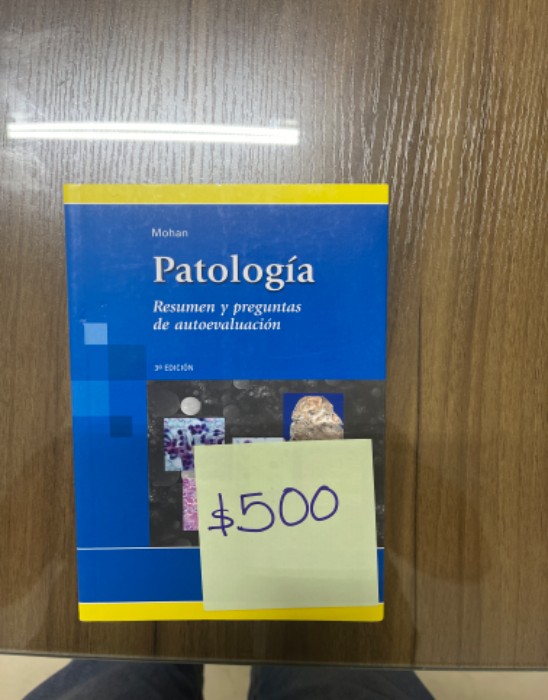 Mohan
Patología
Resumen y preguntas
de autoevaluación
3ª EDICIÓN
$500